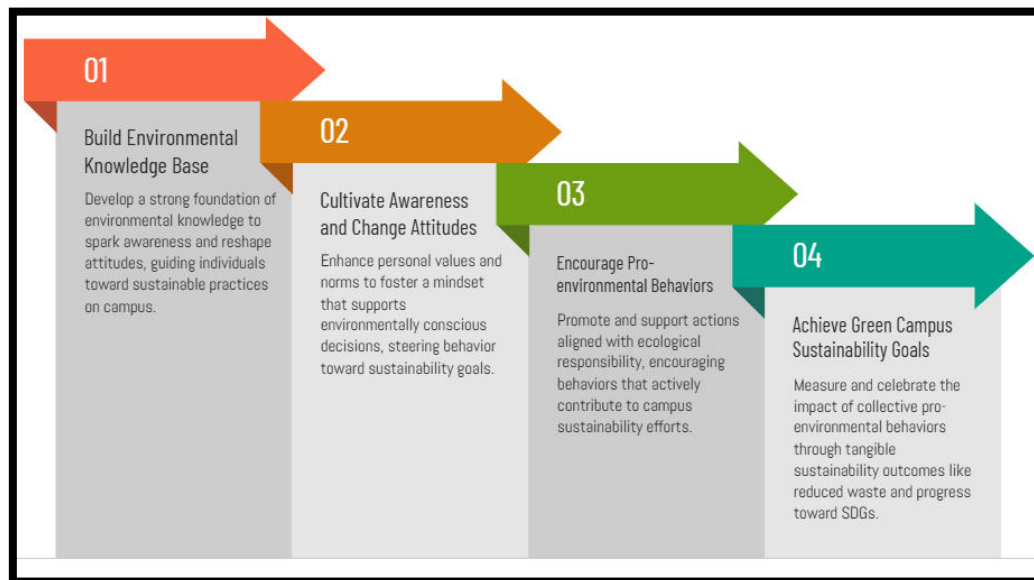 01
Build Environmental
Knowledge Base
Develop a strong foundation of
environmental knowledge to
spark awareness and reshape
attitudes, guiding individuals
toward sustainable practices
on campus.
02
Cultivate Awareness
and Change Attitudes
Enhance personal values and
norms to foster a mindset
that supports
environmentally conscious
decisions, steering behavior
toward sustainability goals.
03
Encourage Pro-
environmental Behaviors
Promote and support actions
aligned with ecological
responsibility, encouraging
behaviors that actively
contribute to campus
sustainability efforts.
04
Achieve Green Campus
Sustainability Goals
Measure and celebrate the
impact of collective pro-
environmental behaviors
through tangible
sustainability outcomes like
reduced waste and progress
toward SDGs.